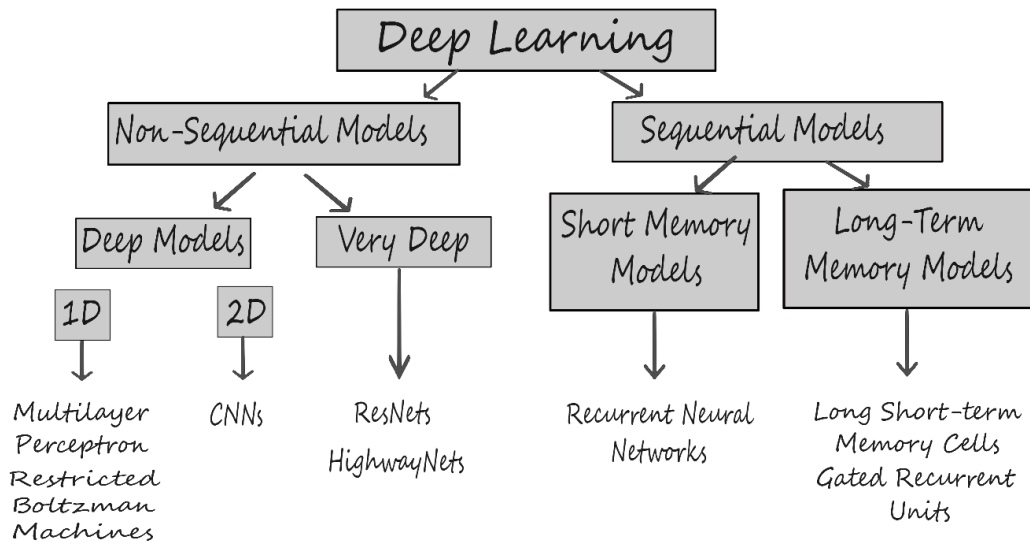 Deep Learning
Non-Sequential Models
Sequential Models
Deep Models
Very Deep
Short Memory
Models
Long-Term
Memory Models
1D
2D
Multilayer
Perceptron
Restricted
Boltzman
Machines
CNNs
ResNets
HighwayNets
Recurrent Neural
Networks
Long Short-term
Memory Cells
Gated Recurrent
Units